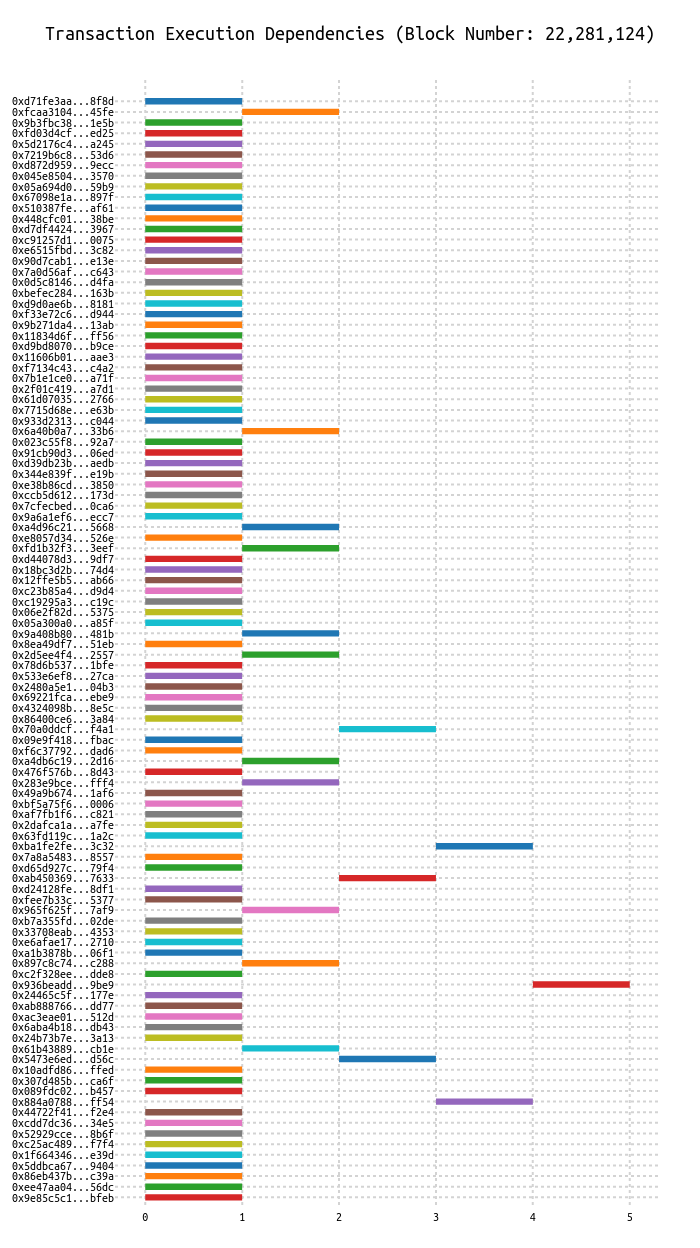 Transaction Execution Dependencies (Block Number: 22,281,124)
0xd71fe3aa...8f8d
0xfcaa3104...45fe
0x9b3fbc38...1e5b
0xfd03d4cf...ed25
0x5d2176c4...a245
0x7219b6c8...53d6
0xd872d959...9ecc
0x045e8504...3570
0x05a694d0...59b9
0x67098e1a...897f
0x510387fe...af61
0x448cfc01...38be
0xd7df4424...3967
0xc91257d1...0075
0xe6515fbd...3c82
0x90d7cab1...e13e
0x7a0d56af...c643
0x0d5c8146...d4fa
0xbefec284...163b
0xd9d0ae6b...8181
0xf33e72c6...d944
0x9b271da4...13ab
0x11834d6f...ff56
0xd9bd8070...b9ce
0x11606b01...aae3
0xf7134c43...c4a2
0x7b1e1ce0...a71f
0x2f01c419...a7d1
0x61d07035...2766
0x7715d68e...e63b
0x933d2313...c044
0x6a40b0a7...33b6
0x023c55f8...92a7
0x91cb90d3...06ed
0xd39db23b...aedb
0x344e839f...e19b
0xe38b86cd...3850
0xccb5d612...173d
0x7cfecbed...0ca6
0x9a6a1ef6...ecc7
0xa4d96c21...5668
0xe8057d34...526e
0xfd1b32f3...3eef
0xd44078d3...9df7
0x18bc3d2b...74d4
0x12ffe5b5...ab66
0xc23b85a4...d9d4
0xc19295a3...c19c
0x06e2f82d...5375
0x05a300a0...a85f
0x9a408b80...481b
0x8ea49df7...51eb
0x2d5ee4f4...2557
0x78d6b537...1bfe
0x533e6ef8...27ca
0x2480a5e1...04b3
0x69221fca...ebe9
0x4324098b...8e5c
0x86400ce6...3a84
0x70a0ddcf...f4a1
0x09e9f418...fbac
0xf6c37792...dad6
0xa4db6c19...2d16
0x476f576b...8d43
0x283e9bce...fff4
0x49a9b674...1af6
0xbf5a75f6...0006
0xaf7fb1f6...c821
0x2dafca1a...a7fe
0x63fd119c...1a2c
0xba1fe2fe...3c32
0x7a8a5483...8557
0xd65d927c...79f4
0xab450369...7633
0xd24128fe...8df1
0xfee7b33c...5377
0x965f625f...7af9
0xb7a355fd...02de
0x33708eab...4353
0xe6afae17...2710
0xa1b3878b...06f1
0x897c8c74...c288
0xc2f328ee...dde8
0x936beadd...9be9
0x24465c5f...177e
0xab888766...dd77
0xac3eae01...512d
0x6aba4b18...db43
0x24b73b7e...3a13
0x61b43889...cb1e
0x5473e6ed...d56c
0x10adfd86...ffed
0x307d485b...ca6f
0x089fdc02...b457
0x884a0788...ff54
0x44722f41...f2e4
0xcdd7dc36...34e5
0x52929cce...8b6f
0xc25ac489...f7f4
0x1f664346...e39d
0x5ddbca67...9404
0x86eb437b...c39a
0xee47aa04...56dc
0x9e85c5c1...bfeb
0 1 2 3 4 5